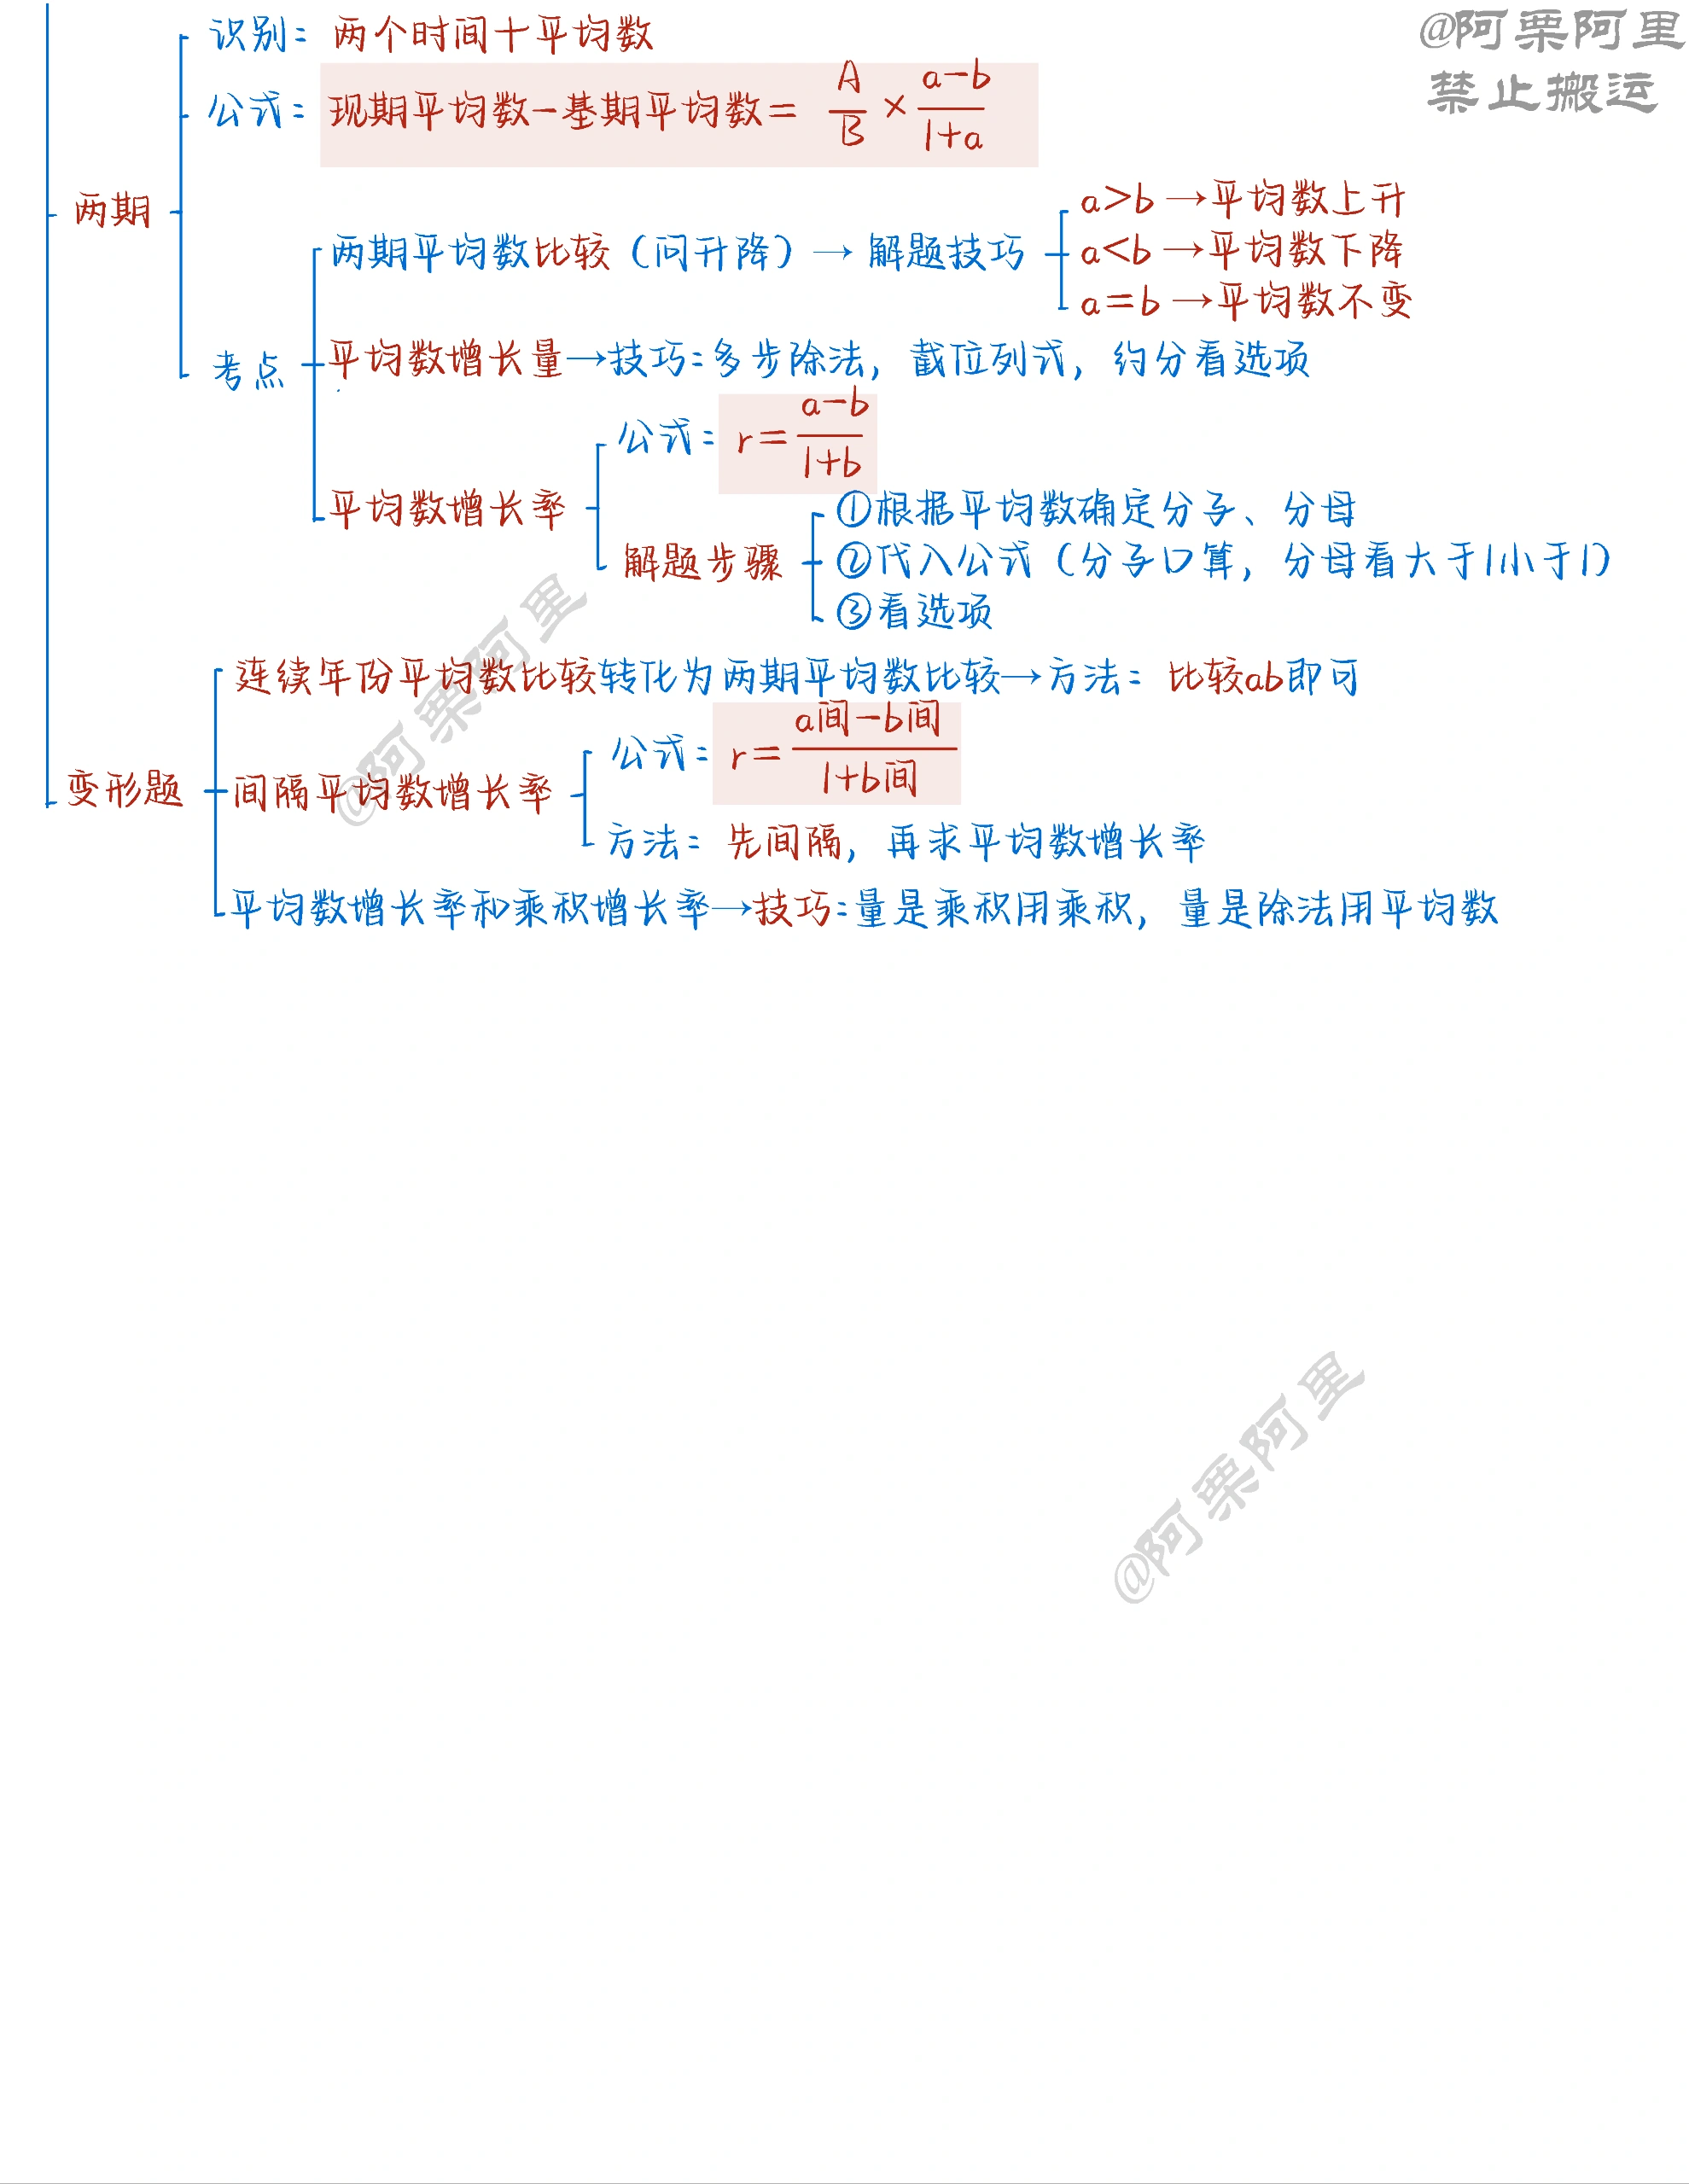 @阿栗阿里
禁止搬运
识别：两个时间+平均数
公式：现期平均数-基期平均数= A/B × a-b/1+a
两期
a>b→平均数上升
两期平均数比较（问升降）→解题技巧
a<b→平均数下降
a=b→平均数不变
考点
平均数增长量→技巧：多步除法，截位列式，约分看选项
公式：r= a-b/1+b
平均数增长率
①根据平均数确定分子、分母
解题步骤
②代入公式（分子口算，分母看大于1小于1）
③看选项
连续年份平均数比较转化为两期平均数比较→方法：比较ab即可
公式：r= a间-b间/1+b间
变形题
间隔平均数增长率
方法：先间隔，再求平均数增长率
平均数增长率和乘积增长率→技巧：量是乘积用乘积，量是除法用平均数
@阿栗阿里
@阿栗阿里